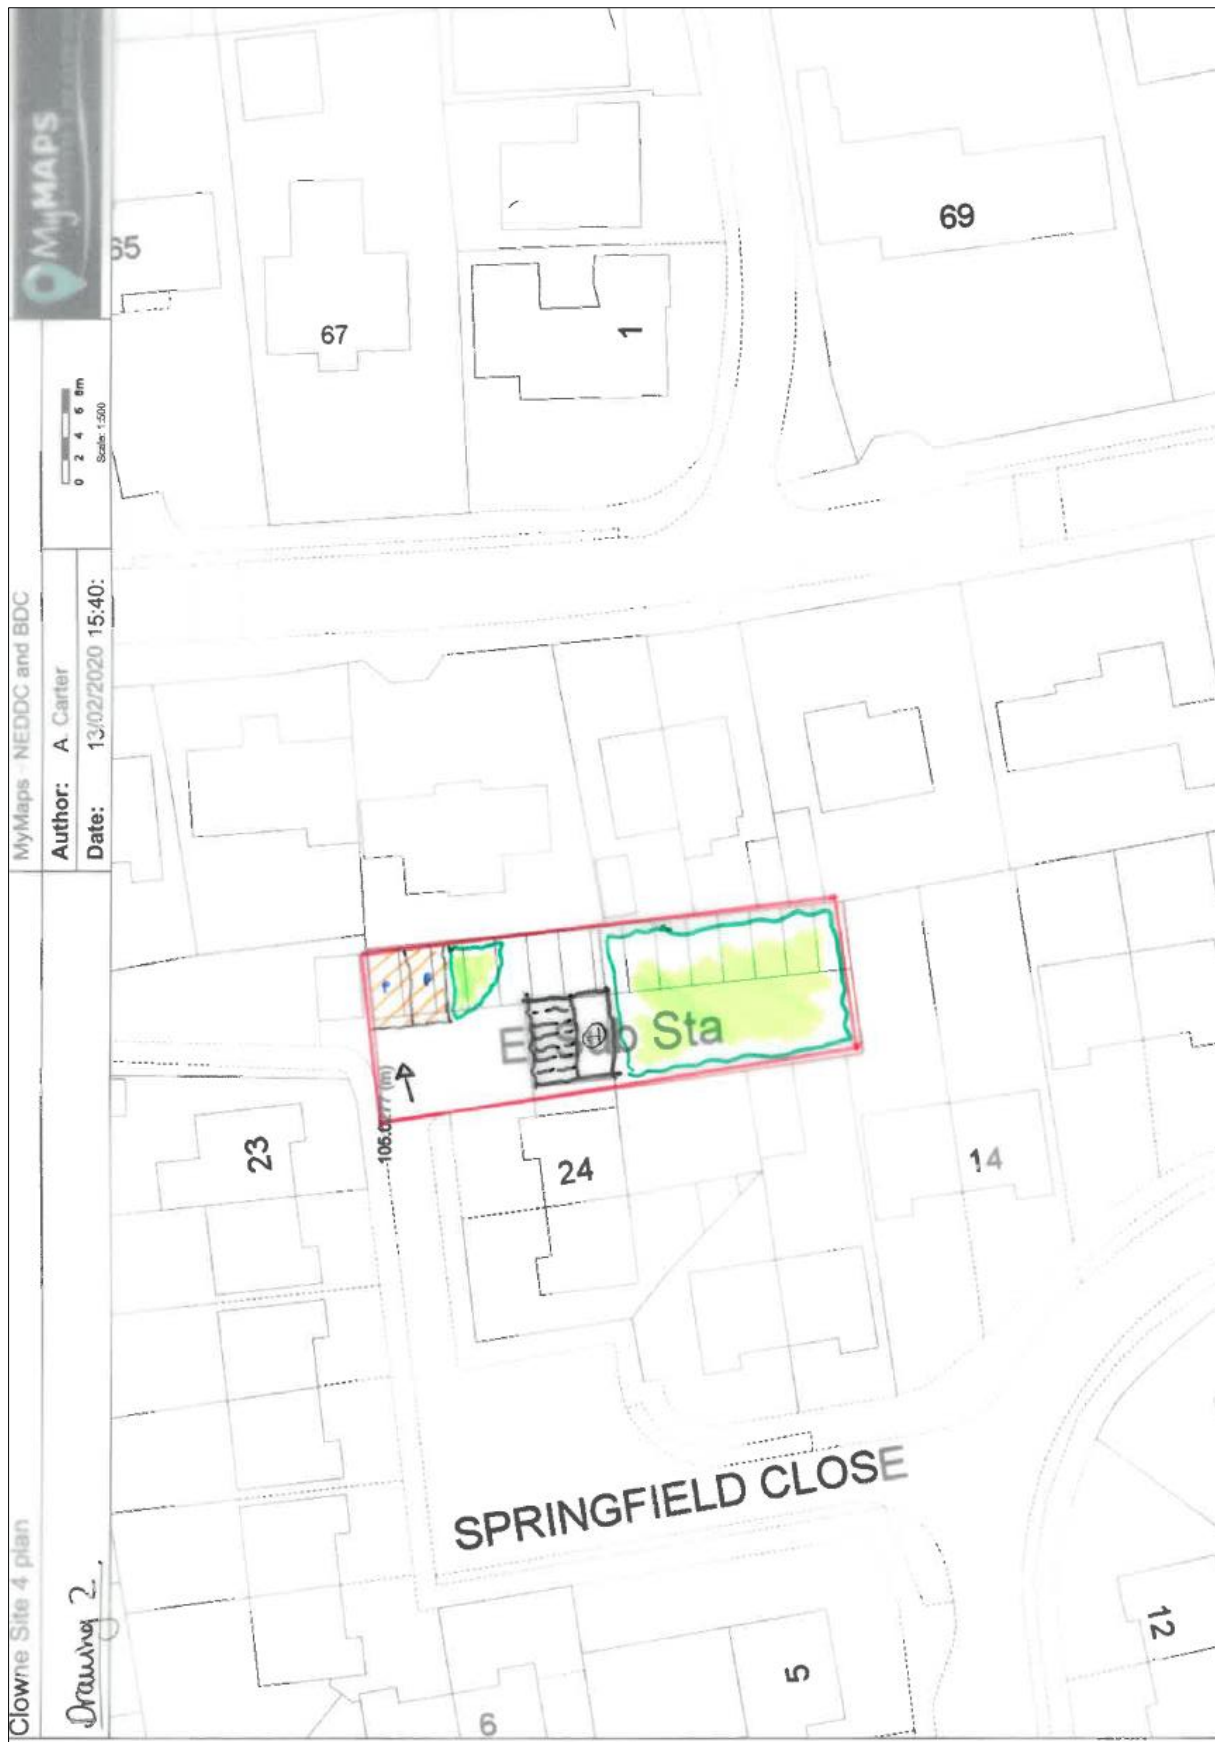 Clowne Site 4 plan
MyMaps - NEDDC and BDC
MyMAPS
Drawing 2
Author: A. Carter
Date: 13/02/2020 15:40:
0 2 4 6 8m
Scale: 1:500
65
67
1
69
23
105.0277 (m)
P
P
Sta
24
14
SPRINGFIELD CLOSE
6
5
12